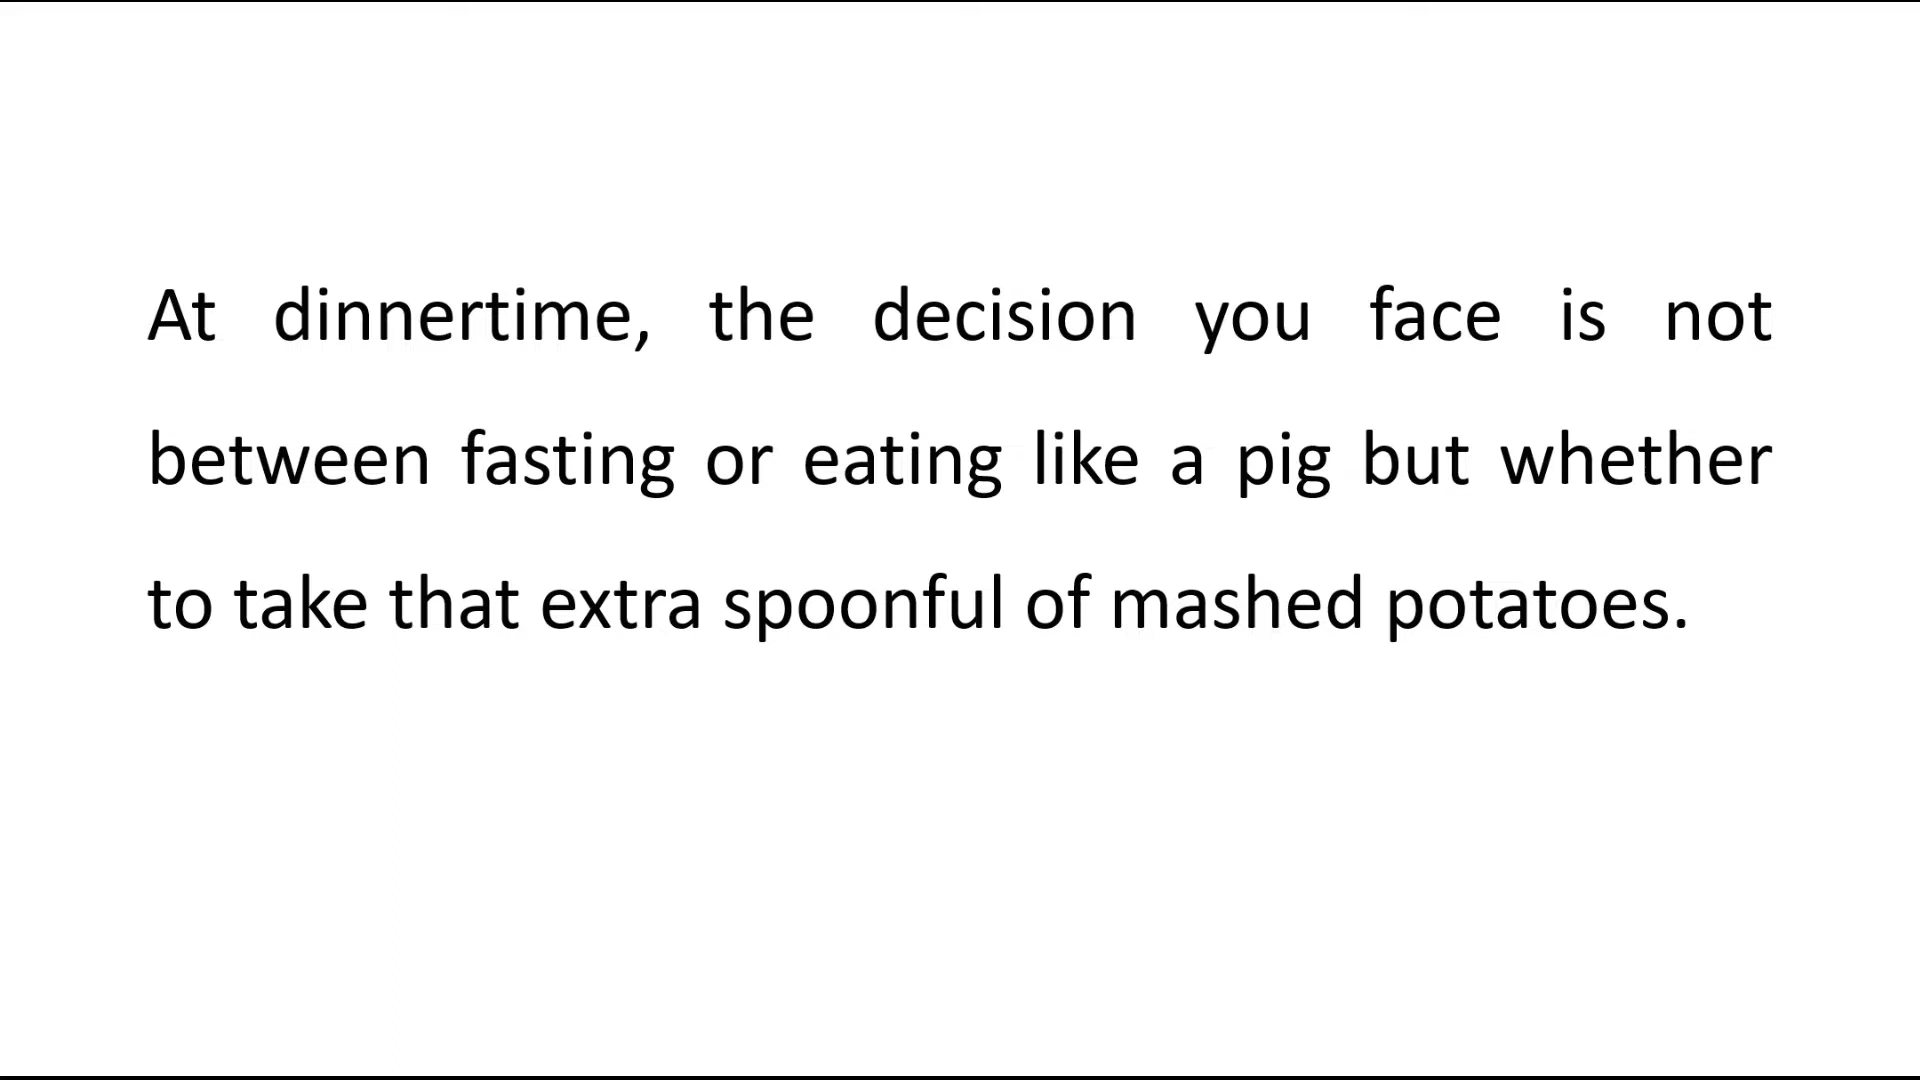 At dinnertime, the decision you face is not
between fasting or eating like a pig but whether
to take that extra spoonful of mashed potatoes.